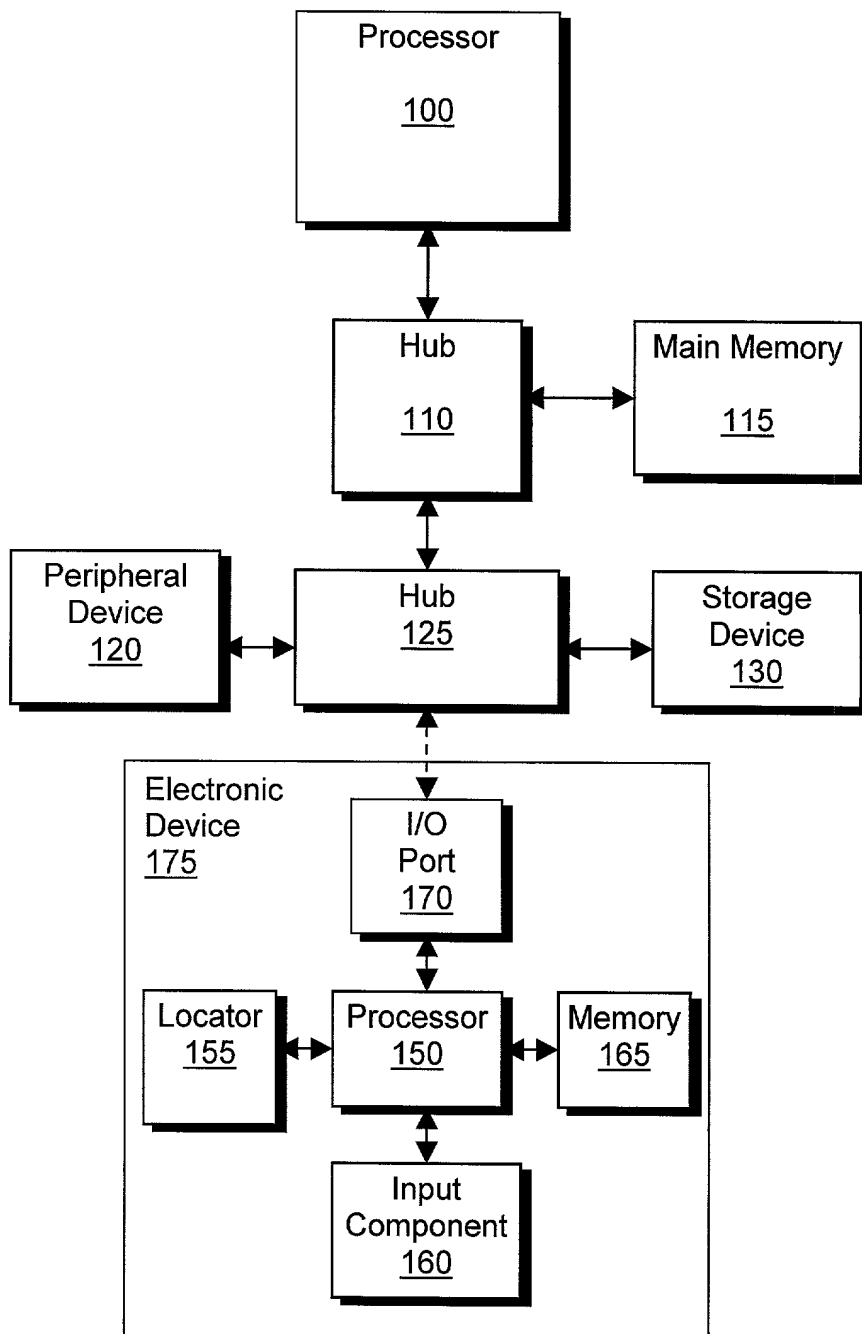 Processor
100
Hub
110
Main Memory
115
Peripheral
Device
120
Hub
125
Storage
Device
130
Electronic
Device
175
I/O
Port
170
Locator
155
Processor
150
Memory
165
Input
Component
160